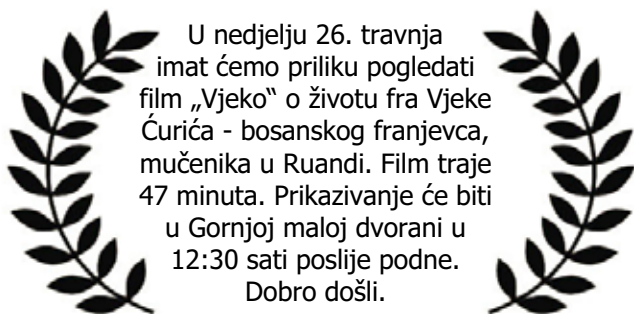 U nedjelju 26. travnja
imat ćemo priliku pogledati
film „Vjeko“ o životu fra Vjeke
Ćurića - bosanskog franjevca,
mučenika u Ruandi. Film traje
47 minuta. Prikazivanje će biti
u Gornjoj maloj dvorani u
12:30 sati poslije podne.
Dobro došli.